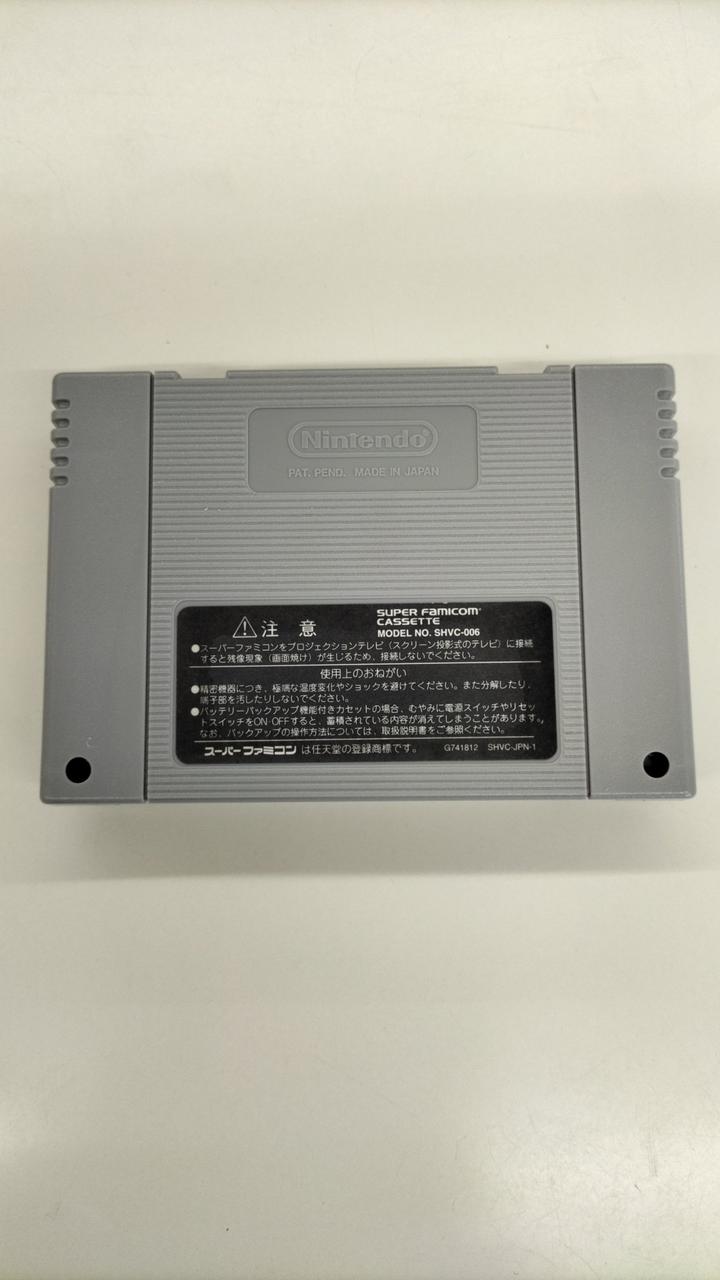 Nintendo®
PAT. PEND. MADE IN JAPAN
⚠注 意
SUPER FAMICOM™
CASSETTE
MODEL NO. SHVC-006
●スーパーファミコンをプロジェクションテレビ(スクリーン投影式のテレビ)に接続
すると残像現象(画面焼け)が生じるため、接続しないでください。
使用上のおねがい
●精密機器につき、極端な温度変化やショックを避けてください。また分解したり、
端子部を汚したりしないでください。
●バッテリーバックアップ機能付きカセットの場合、むやみに電源スイッチやリセッ
トスイッチをON・OFFすると、蓄積されている内容が消えてしまうことがあります。
なお、バックアップの操作方法については、取扱説明書をご参照ください。
スーパーファミコン は任天堂の登録商標です。 G741812 SHVC-JPN-1